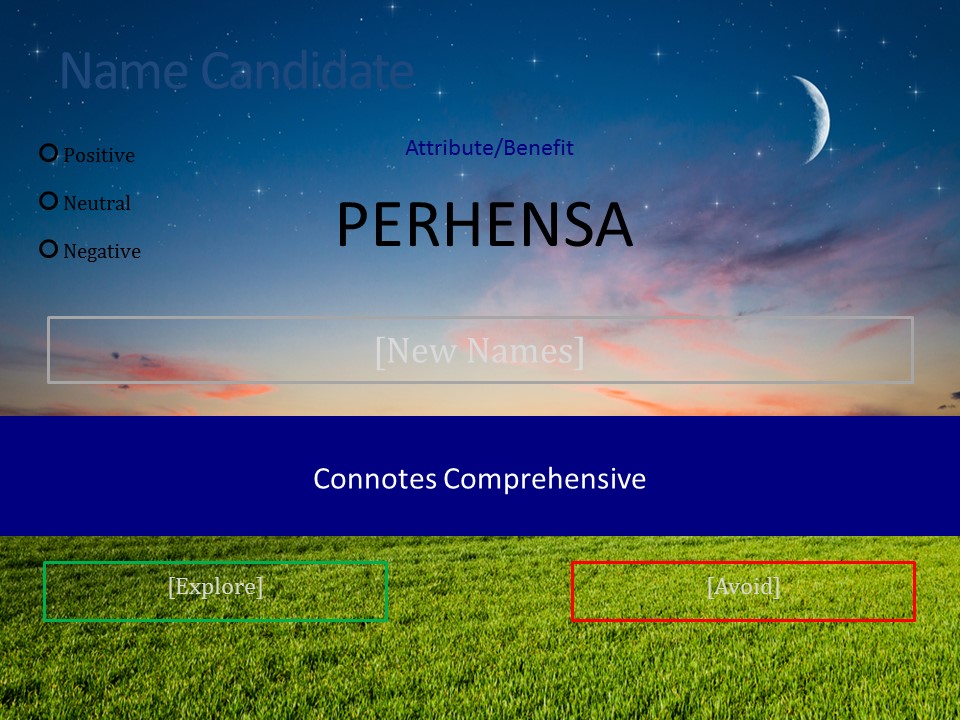 Name Candidate
Attribute/Benefit
Positive
Neutral
Negative
PERHENSA
[New Names]
Connotes Comprehensive
[Explore]
[Avoid]